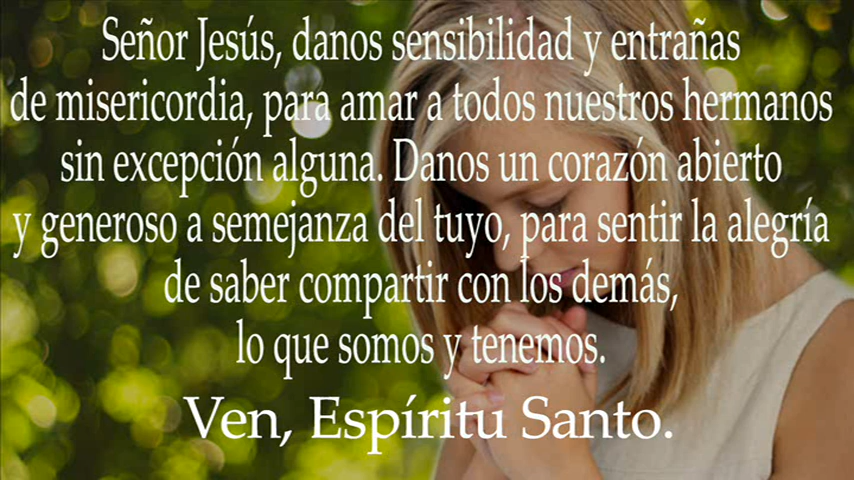 Señor Jesús, danos sensibilidad y entrañas
de misericordia, para amar a todos nuestros hermanos
sin excepción alguna. Danos un corazón abierto
y generoso a semejanza del tuyo, para sentir la alegría
de saber compartir con los demás,
lo que somos y tenemos.
Ven, Espíritu Santo.